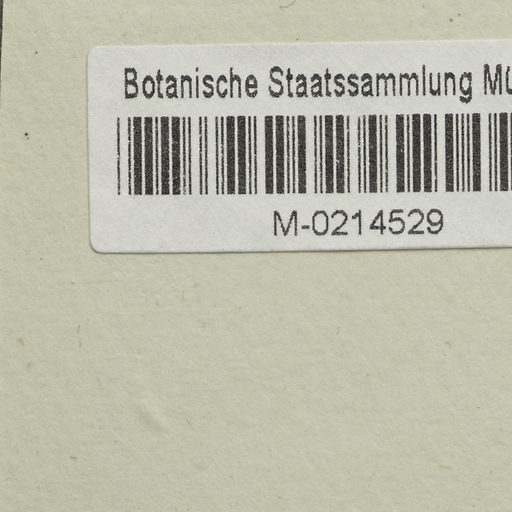 Botanische Staatssammlung Mü
M-0214529